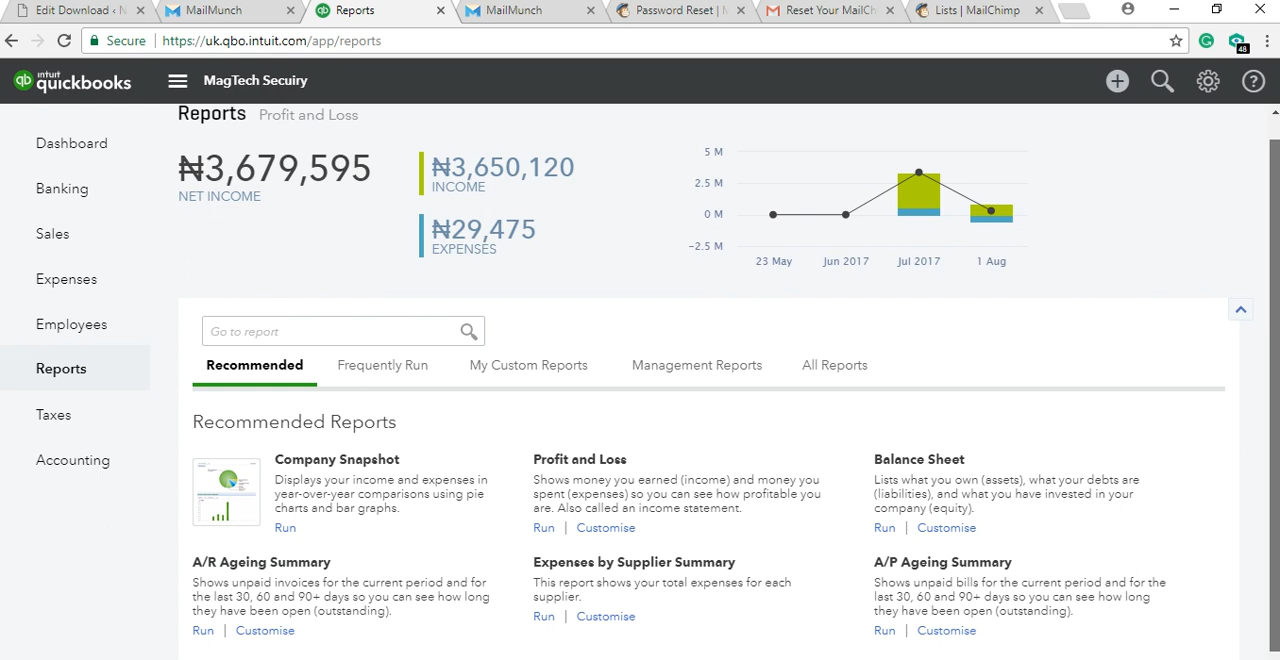 Edit Download ‹ N
MailMunch
Reports
MailMunch
Password Reset | M
Reset Your MailCh
Lists | MailChimp
Secure
https://uk.qbo.intuit.com/app/reports
48
qb intuit quickbooks
MagTech Secuiry
Dashboard
Banking
Sales
Expenses
Employees
Reports
Taxes
Accounting
Reports Profit and Loss
₦3,679,595
NET INCOME
₦3,650,120
INCOME
₦29,475
EXPENSES
5 M
2.5 M
0 M
-2.5 M
23 May
Jun 2017
Jul 2017
1 Aug
Go to report
Recommended
Frequently Run
My Custom Reports
Management Reports
All Reports
Recommended Reports
Company Snapshot
Displays your income and expenses in
year-over-year comparisons using pie
charts and bar graphs.
Run
Profit and Loss
Shows money you earned (income) and money you
spent (expenses) so you can see how profitable you
are. Also called an income statement.
Run | Customise
Balance Sheet
Lists what you own (assets), what your debts are
(liabilities), and what you have invested in your
company (equity).
Run | Customise
A/R Ageing Summary
Shows unpaid invoices for the current period and for
the last 30, 60 and 90+ days so you can see how long
they have been open (outstanding).
Run | Customise
Expenses by Supplier Summary
This report shows your total expenses for each
supplier.
Run | Customise
A/P Ageing Summary
Shows unpaid bills for the current period and for the
last 30, 60 and 90+ days so you can see how long
they have been open (outstanding).
Run | Customise